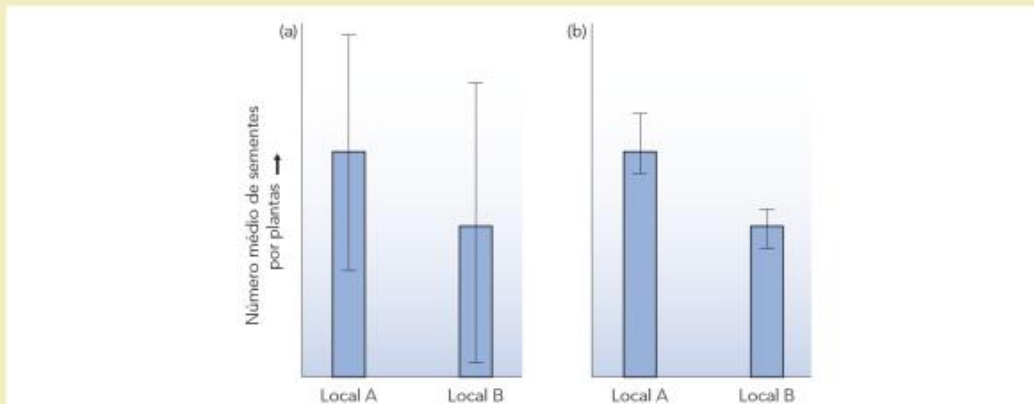 (a)
(b)
Número médio de sementes
por plantas →
Local A
Local B
Local A
Local B